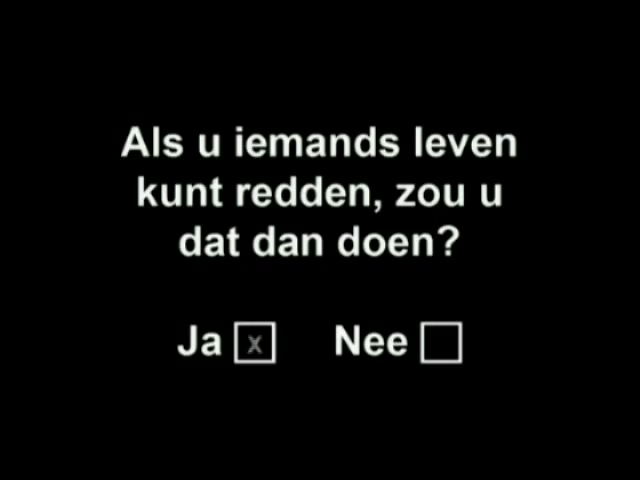 Als u iemands leven
kunt redden, zou u
dat dan doen?
Ja x Nee